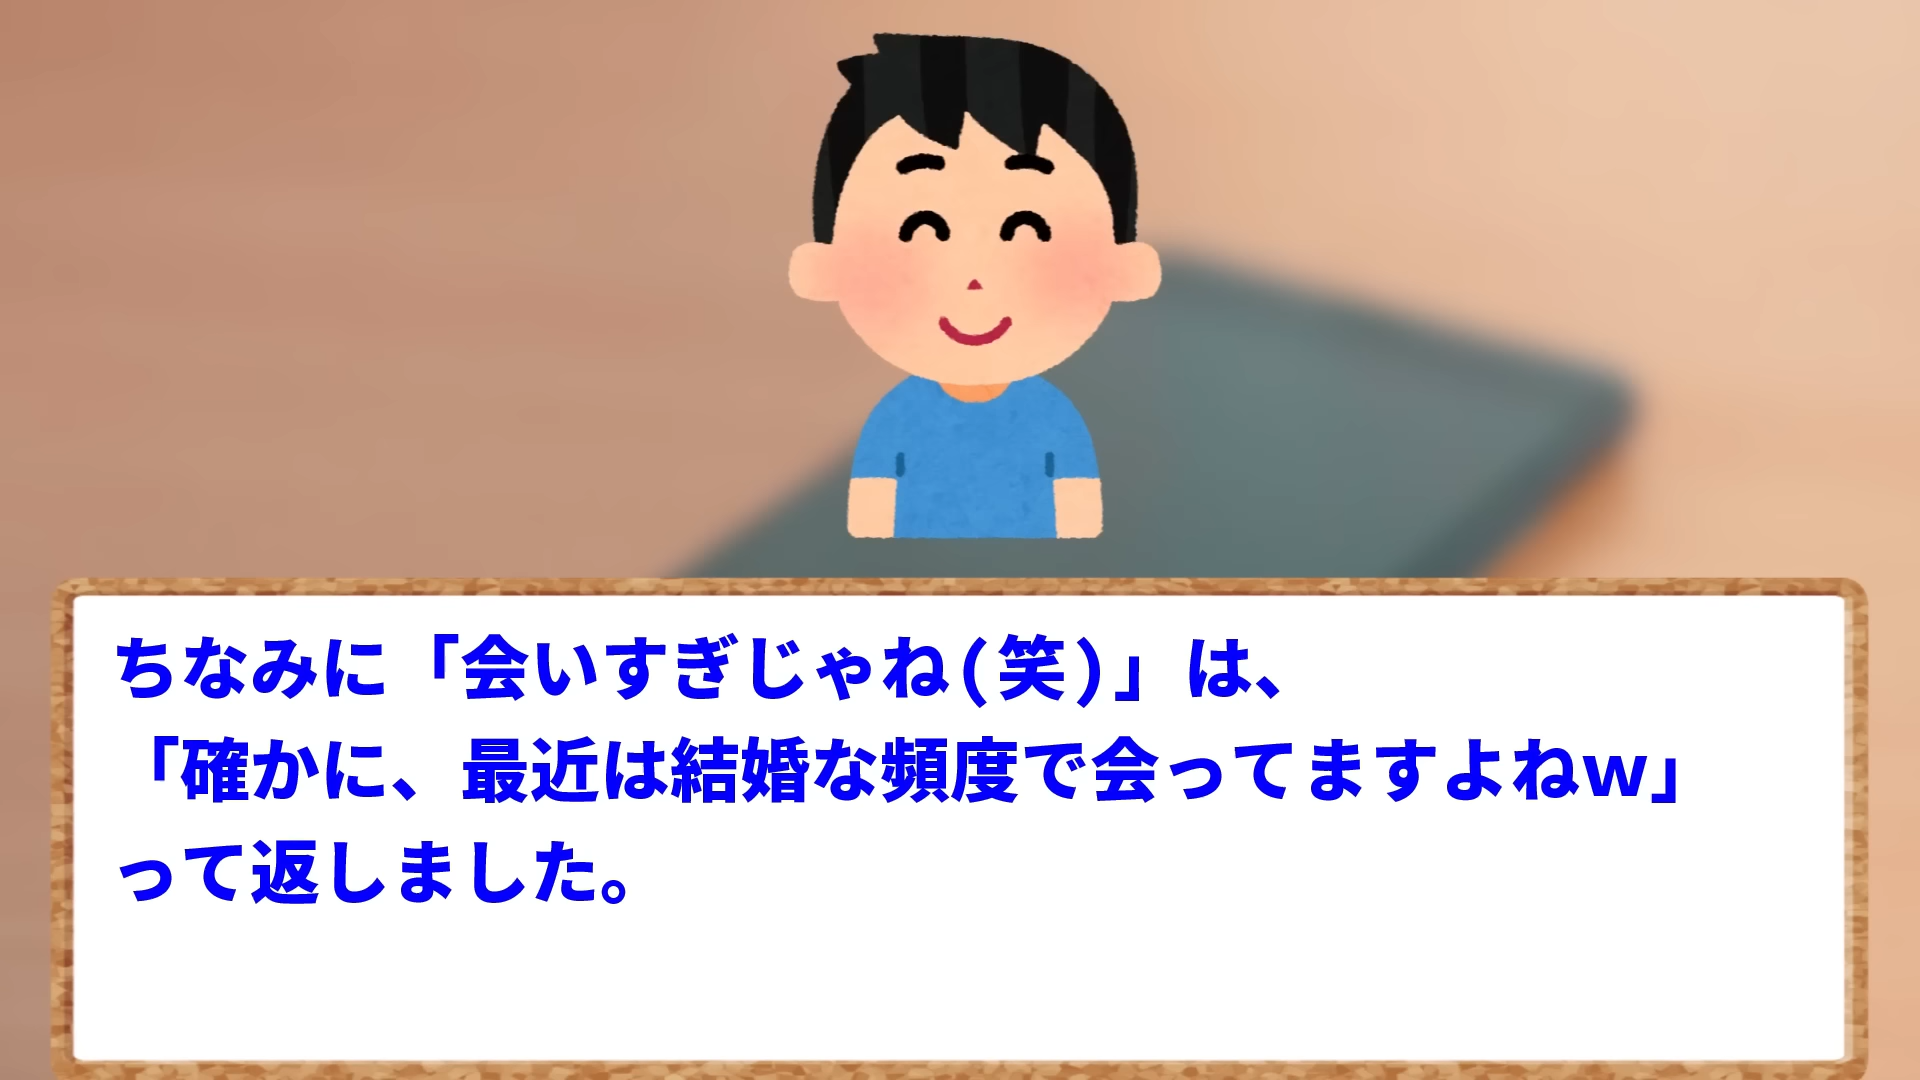 ちなみに「会いすぎじゃね(笑)」は、
「確かに、最近は結婚な頻度で会ってますよねw」
って返しました。